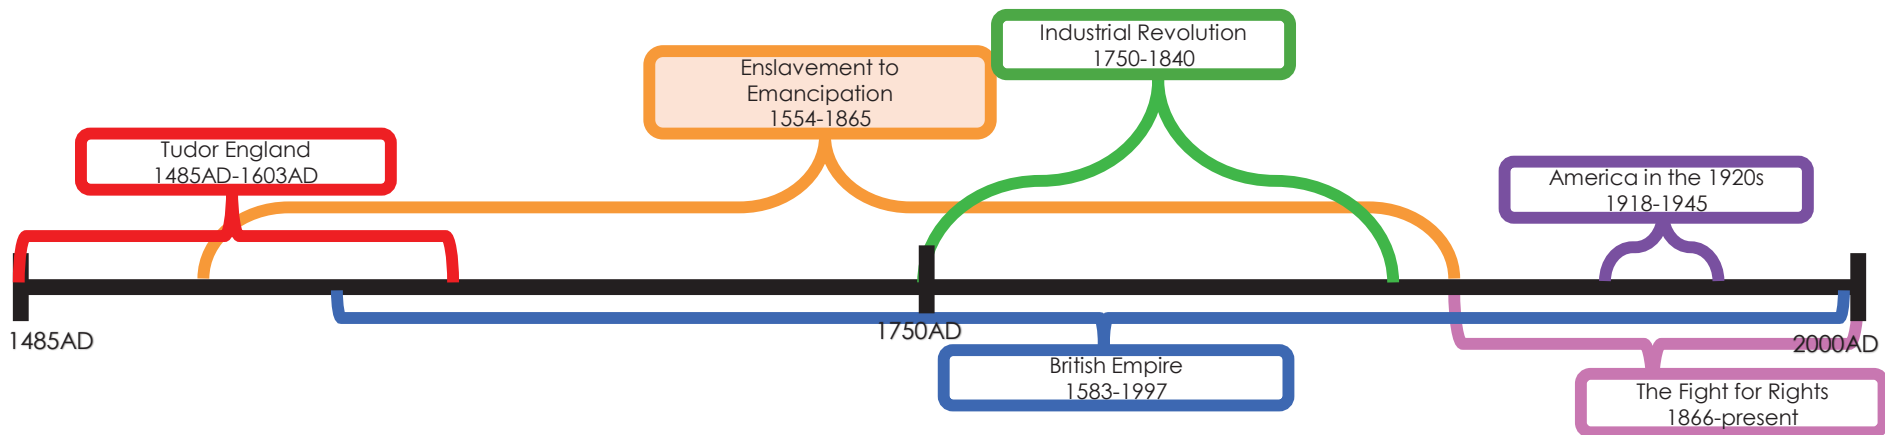 Industrial Revolution
1750-1840
Enslavement to
Emancipation
1554-1865
Tudor England
1485AD-1603AD
America in the 1920s
1918-1945
1485AD
1750AD
2000AD
British Empire
1583-1997
The Fight for Rights
1866-present